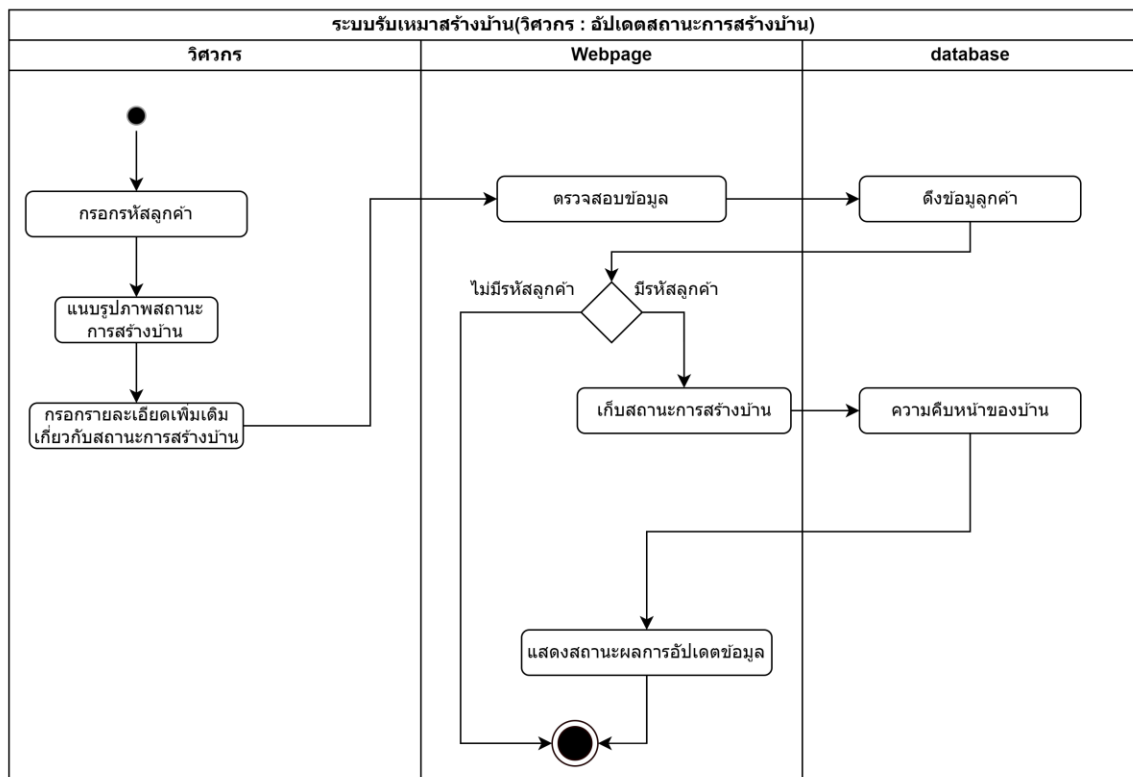 ระบบรับเหมาสร้างบ้าน(วิศวกร : อัปเดตสถานะการสร้างบ้าน)
วิศวกร
Webpage
database
กรอกรหัสลูกค้า
ตรวจสอบข้อมูล
ดึงข้อมูลูกค้า
ไม่มีรหัสลูกค้า
มีรหัสลูกค้า
แนบรูปภาพสถานะ
การสร้างบ้าน
กรอกรายละเอียดเพิ่มเติม
เกี่ยวกับสถานะการสร้างบ้าน
เก็บสถานะการสร้างบ้าน
ความคืบหน้าของบ้าน
แสดงสถานะผลการอัปเดตข้อมูล